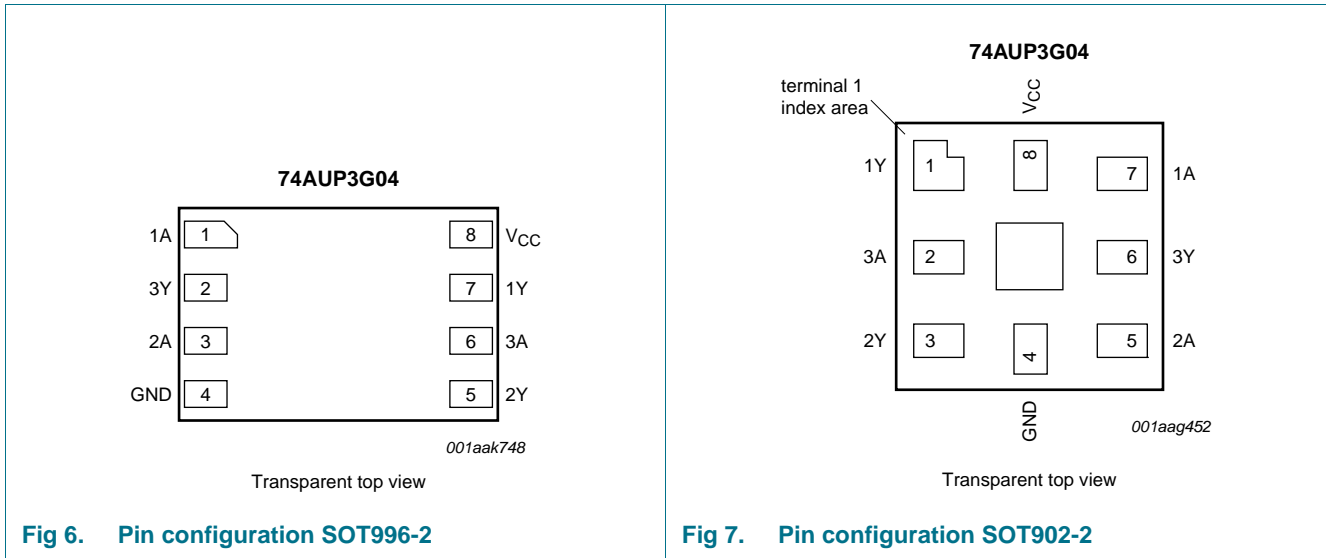 74AUP3G04
1A 1 8 VCC
3Y 2 7 1Y
2A 3 6 3A
GND 4 5 2Y
001aak748
Transparent top view
Fig 6. Pin configuration SOT996-2
74AUP3G04
terminal 1
index area
VCC
1Y 1 8 7 1A
3A 2 6 3Y
2Y 3 4 5 2A
GND
001aag452
Transparent top view
Fig 7. Pin configuration SOT902-2